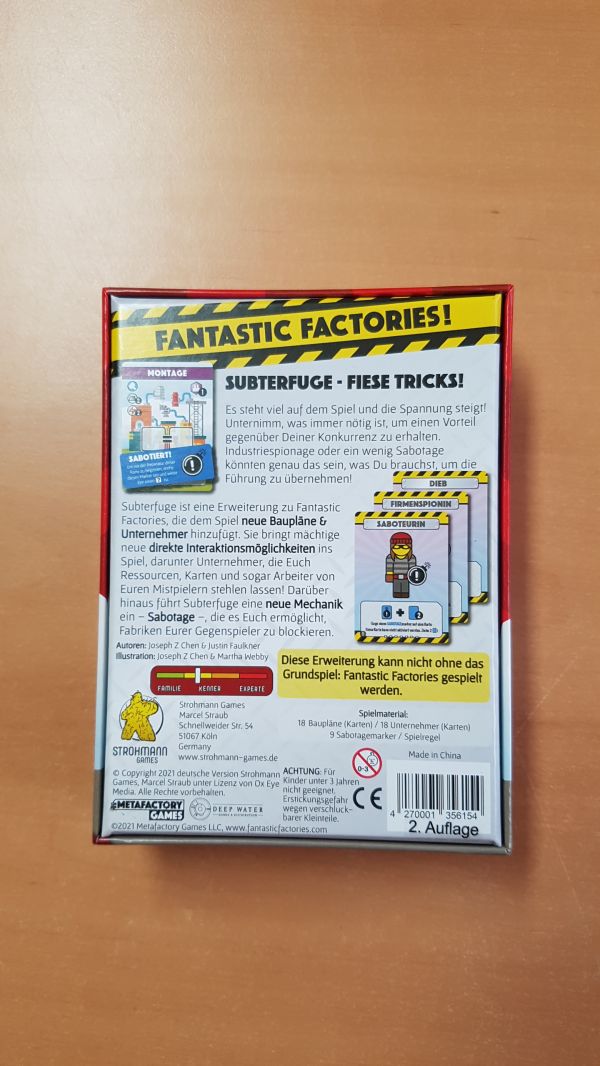 FANTASTIC FACTORIES!
MONTAGE
SABOTIERT!
SUBTERFUGE - FIESE TRICKS!
Es steht viel auf dem Spiel und die Spannung steigt!
Unternimm, was immer nötig ist, um einen Vorteil
gegenüber Deiner Konkurrenz zu erhalten.
Industriespionage oder ein wenig Sabotage
könnten genau das sein, was Du brauchst, um die
Führung zu übernehmen!
DIEB
FIRMENSPIONIN
SABOTEURIN
Subterfuge ist eine Erweiterung zu Fantastic
Factories, die dem Spiel neue Baupläne &
Unternehmer hinzufügt. Sie bringt mächtige
neue direkte Interaktionsmöglichkeiten ins
Spiel, darunter Unternehmer, die Euch
Ressourcen, Karten und sogar Arbeiter von
Euren Mitspielern stehlen lassen! Darüber
hinaus führt Subterfuge eine neue Mechanik
ein – Sabotage –, die es Euch ermöglicht,
Fabriken Eurer Gegenspieler zu blockieren.
Autoren: Joseph Z Chen & Justin Faulkner
Illustration: Joseph Z Chen & Martha Webby
FAMILIE KENNER EXPERTE
Diese Erweiterung kann nicht ohne das
Grundspiel: Fantastic Factories gespielt
werden.
STROHMANN
GAMES
Strohmann Games
Marcel Straub
Schnellweider Str. 54
51067 Köln
Germany
www.strohmann-games.de
Spielmaterial:
18 Baupläne (Karten) / 18 Unternehmer (Karten)
9 Sabotagemarker / Spielregel
Made in China
© Copyright 2021 deutsche Version Strohmann
Games, Marcel Straub unter Lizenz von Ox Eye
Media. Alle Rechte vorbehalten.
METAFACTORY
GAMES
DEEP WATER
©2021 Metafactory Games LLC, www.fantasticfactories.com
ACHTUNG: Für
Kinder unter 3 Jahren
nicht geeignet.
Erstickungsgefahr
wegen verschluck-
barer Kleinteile.
0-3
CE
4 270001 356154
2. Auflage